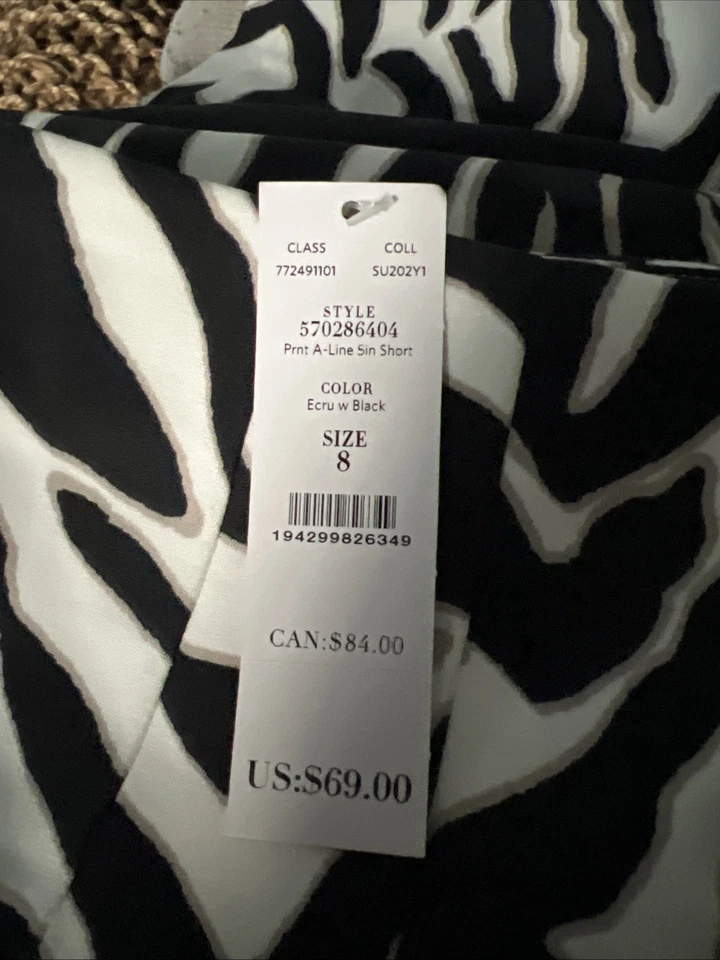 CLASS COLL
772491101 SU202Y1
STYLE
570286404
Prnt A-Line 5in Short
COLOR
Ecru w Black
SIZE
8
194299826349
CAN:$84.00
US:$69.00